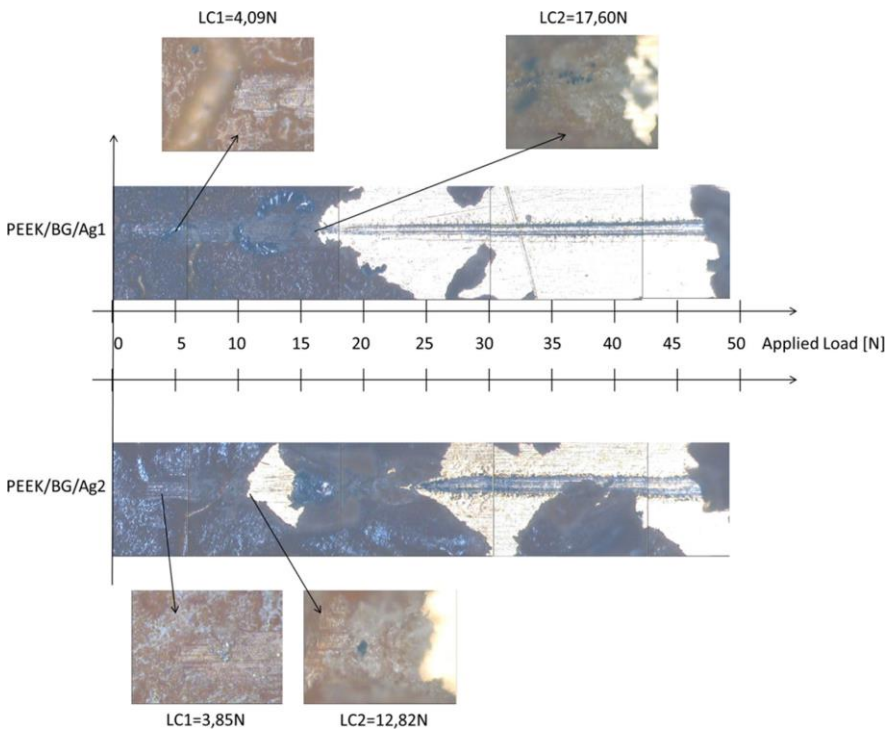 LC1=4,09N
LC2=17,60N
PEEK/BG/Ag1
0 5 10 15 20 25 30 35 40 45 50 Applied Load [N]
PEEK/BG/Ag2
LC1=3,85N
LC2=12,82N